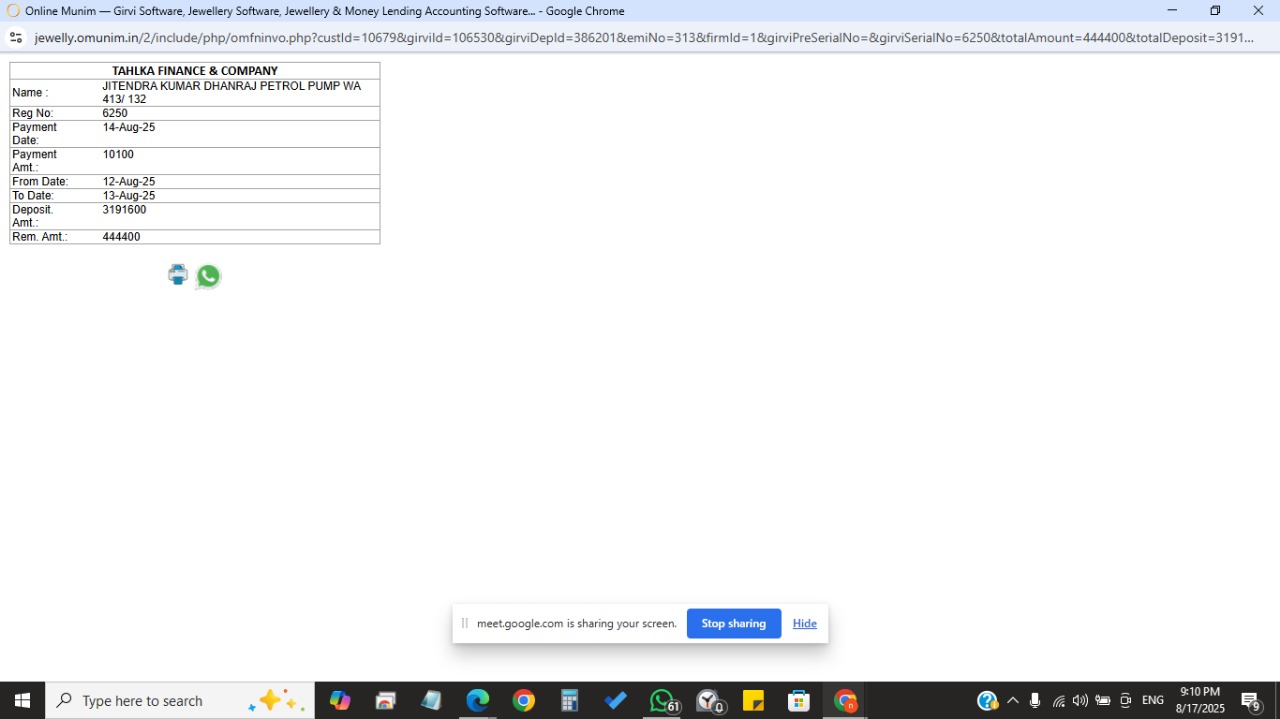 Online Munim — Girvi Software, Jewellery Software, Jewellery & Money Lending Accounting Software... - Google Chrome
jewelly.omunim.in/2/include/php/omfninvo.php?custId=10679&girviId=106530&girviDepId=386201&emiNo=313&firmId=1&girviPreSerialNo=&girviSerialNo=6250&totalAmount=444400&totalDeposit=3191...
TAHLKA FINANCE & COMPANY
Name : JITENDRA KUMAR DHANRAJ PETROL PUMP WA
413/ 132
Reg No: 6250
Payment 14-Aug-25
Date:
Payment 10100
Amt.:
From Date: 12-Aug-25
To Date: 13-Aug-25
Deposit. 3191600
Amt.:
Rem. Amt.: 444400
meet.google.com is sharing your screen. Stop sharing Hide
Type here to search
61
ENG
9:10 PM
8/17/2025
9